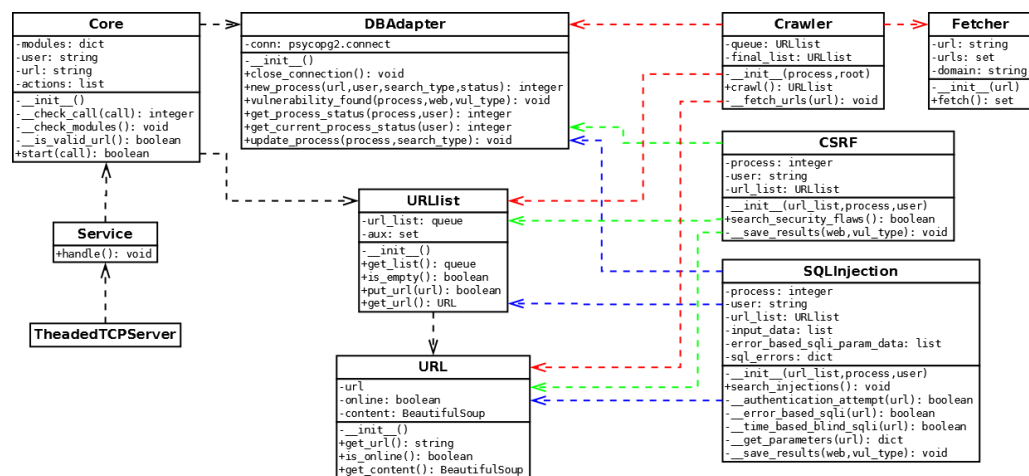 Core
-modules: dict
-user: string
-url: string
-actions: list
-__init__()
-__check_call(call): integer
-__check_modules(): void
-__is_valid_url(): boolean
+start(call): boolean
DBAdapter
-conn: psycopg2.connect
-__init__()
+close_connection(): void
+new_process(url,user,search_type,status): integer
+vulnerability_found(process,web,vul_type): void
+get_process_status(process,user): integer
+get_current_process_status(user): integer
+update_process(process,search_type): void
Crawler
-queue: URLlist
-final_list: URLlist
-__init__(process,root)
+crawl(): URLlist
-__fetch_urls(url): void
Fetcher
-url: string
-urls: set
-domain: string
-__init__(url)
+fetch(): set
CSRF
-process: integer
-user: string
-url_list: URLlist
-__init__(url_list,process,user)
+search_security_flaws(): boolean
-__save_results(web,vul_type): void
URLlist
-url_list: queue
-aux: set
-__init__()
+get_list(): queue
+is_empty(): boolean
+put_url(url): boolean
+get_url(): URL
Service
+handle(): void
TheadedTCPServer
SQLInjection
-process: integer
-user: string
-url_list: URLlist
-input_data: list
-error_based_sqli_param_data: list
-sql_errors: dict
-__init__(url_list,process,user)
+search_injections(): void
-__authentication_attempt(url): boolean
-__error_based_sqli(url): boolean
-__time_based_blind_sqli(url): boolean
-__get_parameters(url): dict
-__save_results(web,vul_type): void
URL
-url
-online: boolean
-content: BeautifulSoup
-__init__()
+get_url(): string
+is_online(): boolean
+get_content(): BeautifulSoup